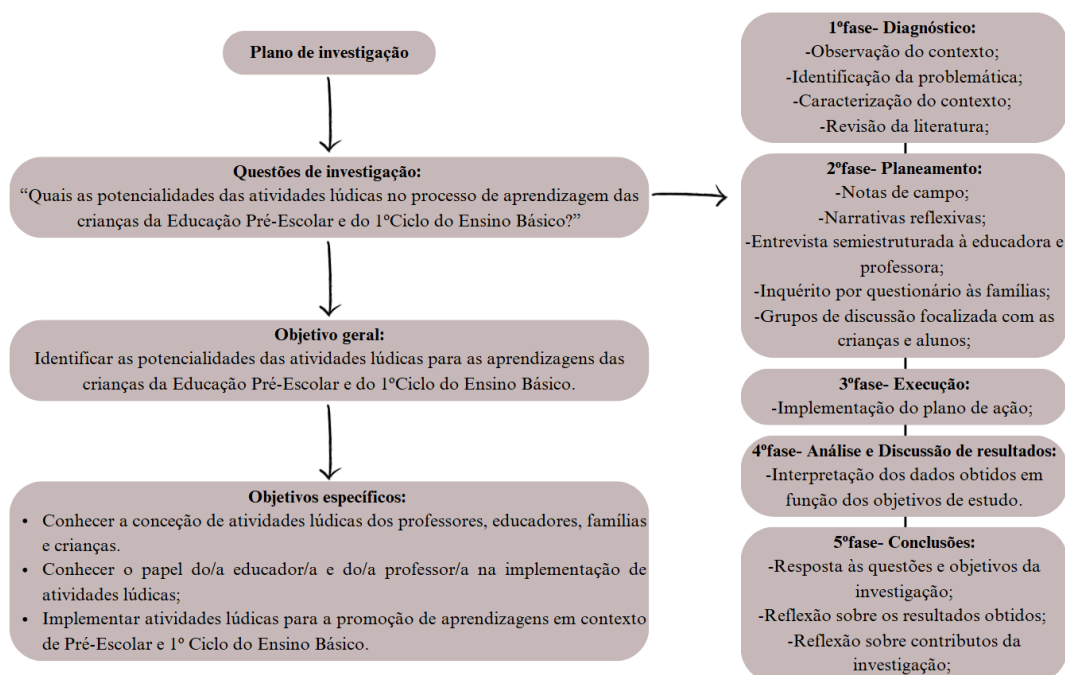 Plano de investigação
Questões de investigação:
“Quais as potencialidades das atividades lúdicas no processo de aprendizagem das
crianças da Educação Pré-Escolar e do 1ºCiclo do Ensino Básico?”
Objetivo geral:
Identificar as potencialidades das atividades lúdicas para as aprendizagens das
crianças da Educação Pré-Escolar e do 1ºCiclo do Ensino Básico.
Objetivos específicos:
• Conhecer a conceção de atividades lúdicas dos professores, educadores, famílias
e crianças.
• Conhecer o papel do/a educador/a e do/a professor/a na implementação de
atividades lúdicas;
• Implementar atividades lúdicas para a promoção de aprendizagens em contexto
de Pré-Escolar e 1º Ciclo do Ensino Básico.
1ºfase- Diagnóstico:
-Observação do contexto;
-Identificação da problemática;
-Caracterização do contexto;
-Revisão da literatura;
2ºfase- Planeamento:
-Notas de campo;
-Narrativas reflexivas;
-Entrevista semiestruturada à educadora e
professora;
-Inquérito por questionário às famílias;
-Grupos de discussão focalizada com as
crianças e alunos;
3ºfase- Execução:
-Implementação do plano de ação;
4ºfase- Análise e Discussão de resultados:
-Interpretação dos dados obtidos em
função dos objetivos de estudo.
5ºfase- Conclusões:
-Resposta às questões e objetivos da
investigação;
-Reflexão sobre os resultados obtidos;
-Reflexão sobre contributos da
investigação;